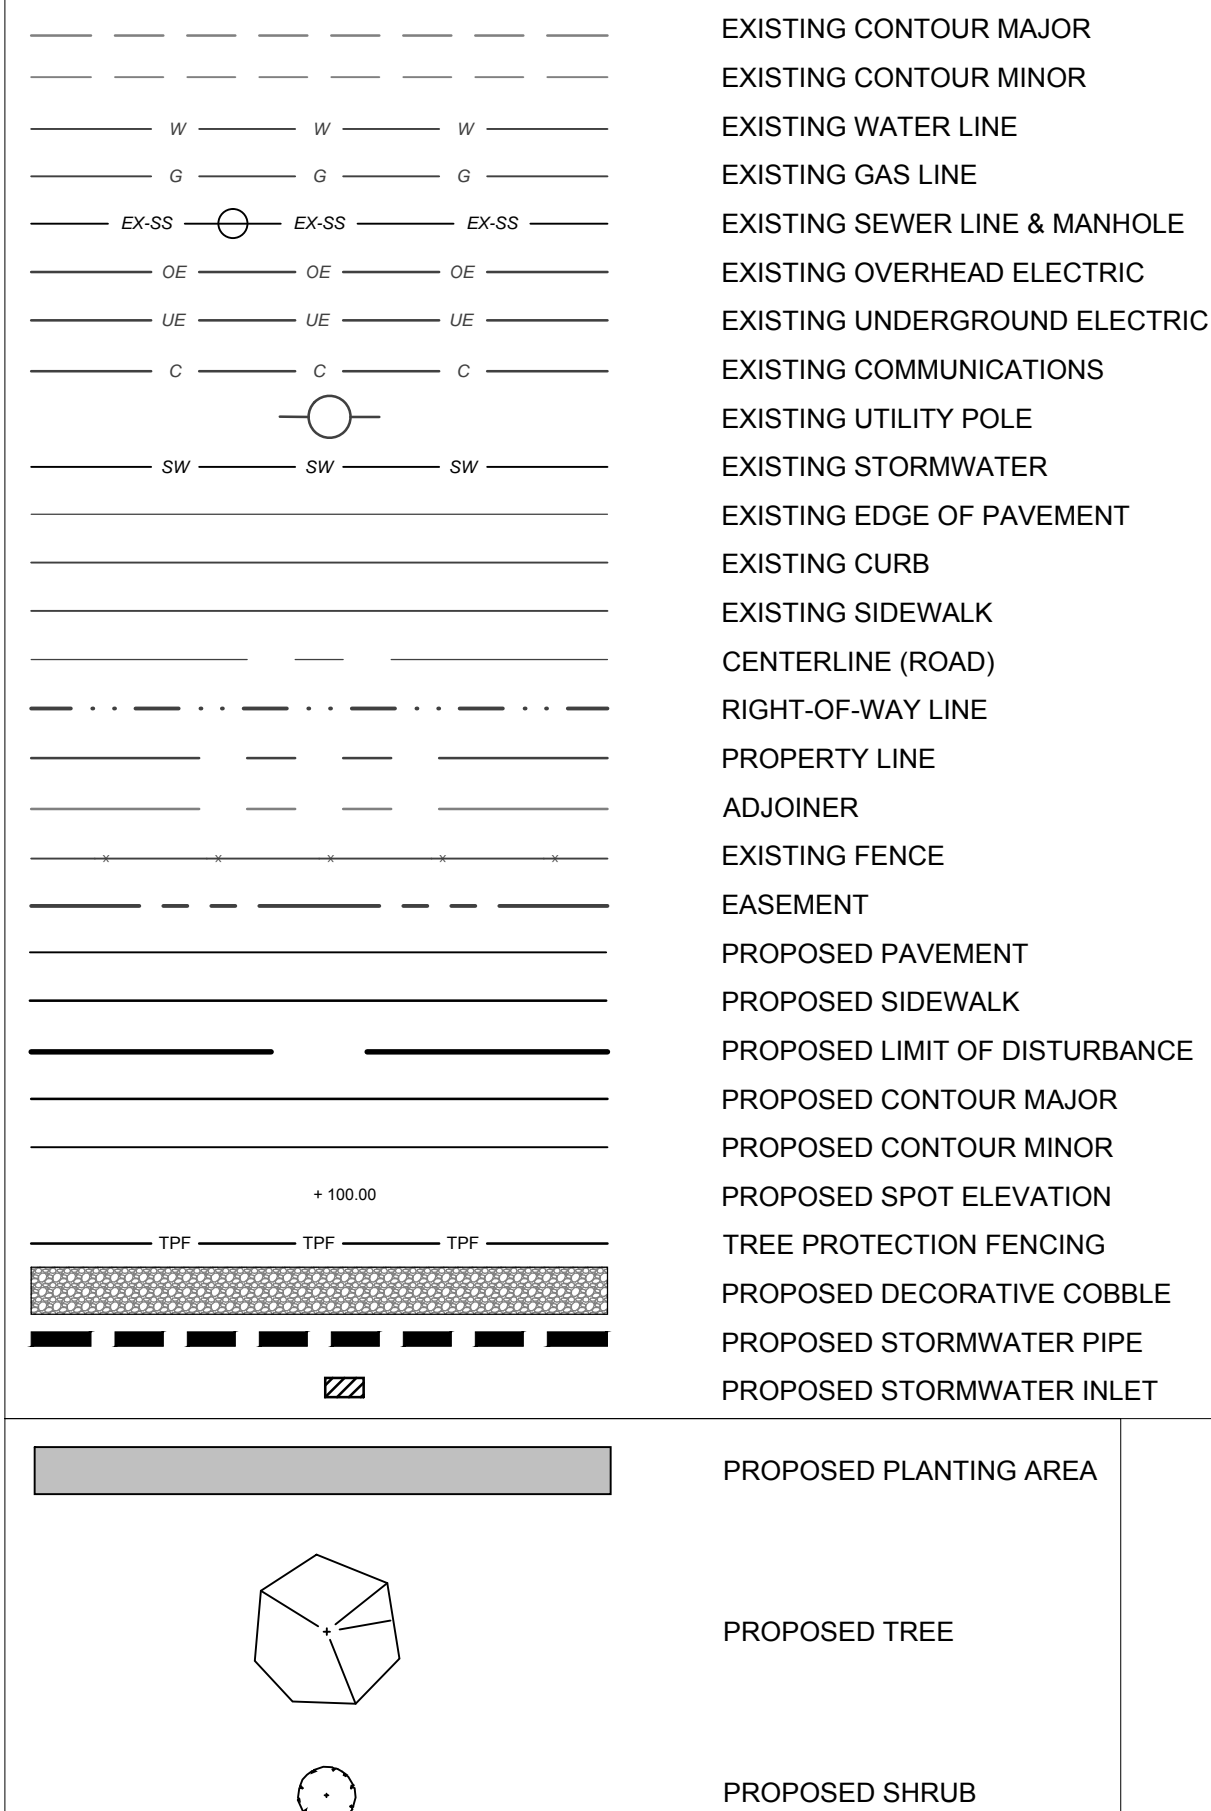 EXISTING CONTOUR MAJOR
EXISTING CONTOUR MINOR
W W W EXISTING WATER LINE
G G G EXISTING GAS LINE
EX-SS EX-SS EX-SS EXISTING SEWER LINE & MANHOLE
OE OE OE EXISTING OVERHEAD ELECTRIC
UE UE UE EXISTING UNDERGROUND ELECTRIC
C C C EXISTING COMMUNICATIONS
EXISTING UTILITY POLE
SW SW SW EXISTING STORMWATER
EXISTING EDGE OF PAVEMENT
EXISTING CURB
EXISTING SIDEWALK
CENTERLINE (ROAD)
RIGHT-OF-WAY LINE
PROPERTY LINE
ADJOINER
x x x x x EXISTING FENCE
EASEMENT
PROPOSED PAVEMENT
PROPOSED SIDEWALK
PROPOSED LIMIT OF DISTURBANCE
PROPOSED CONTOUR MAJOR
PROPOSED CONTOUR MINOR
+ 100.00 PROPOSED SPOT ELEVATION
TPF TPF TPF TREE PROTECTION FENCING
PROPOSED DECORATIVE COBBLE
PROPOSED STORMWATER PIPE
PROPOSED STORMWATER INLET
PROPOSED PLANTING AREA
PROPOSED TREE
PROPOSED SHRUB